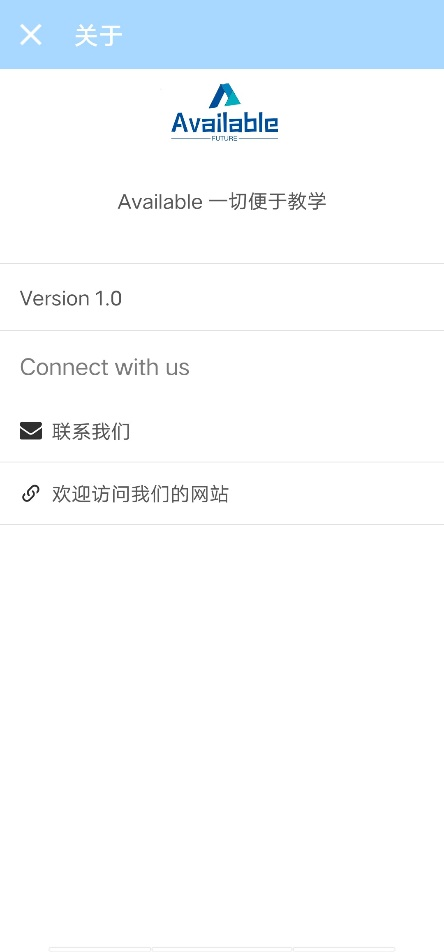 关于
Available
FUTURE
Available 一切便于教学
Version 1.0
Connect with us
联系我们
欢迎访问我们的网站